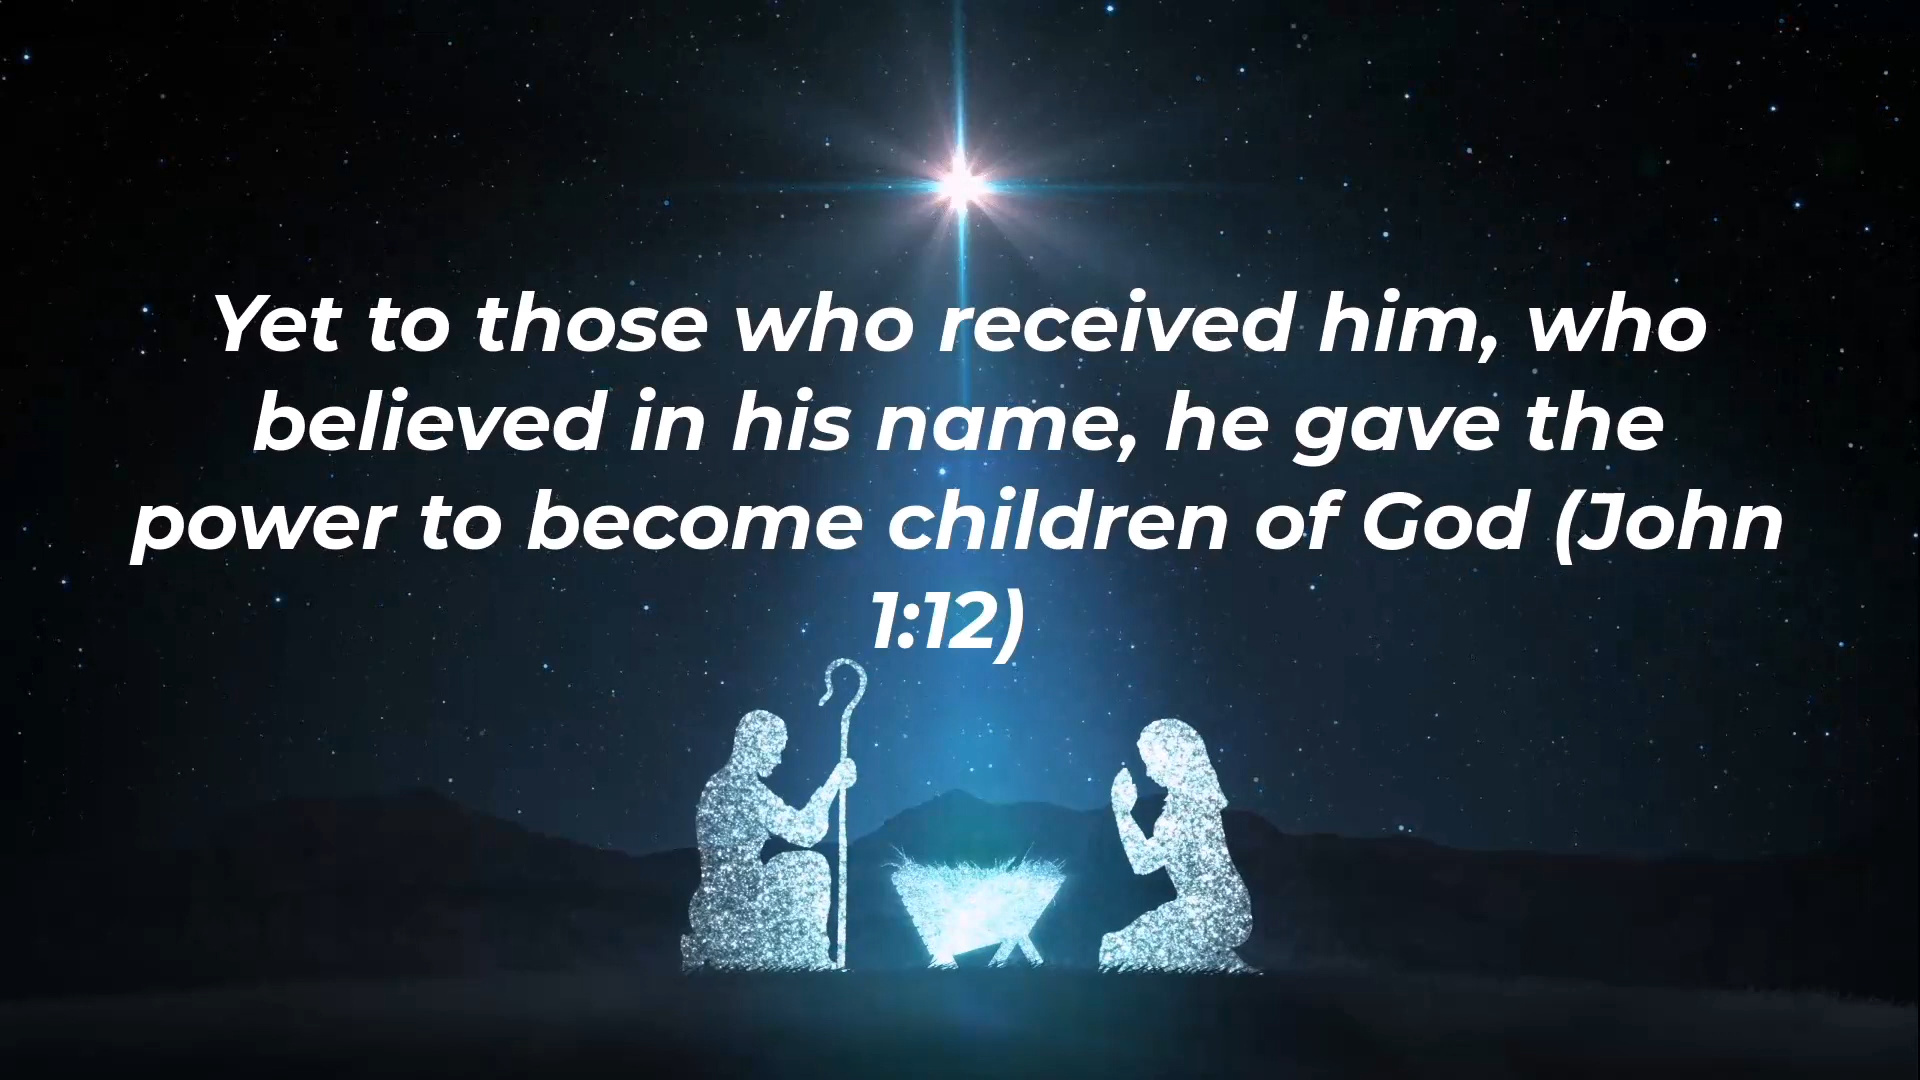 Yet to those who received him, who
believed in his name, he gave the
power to become children of God (John
1:12)